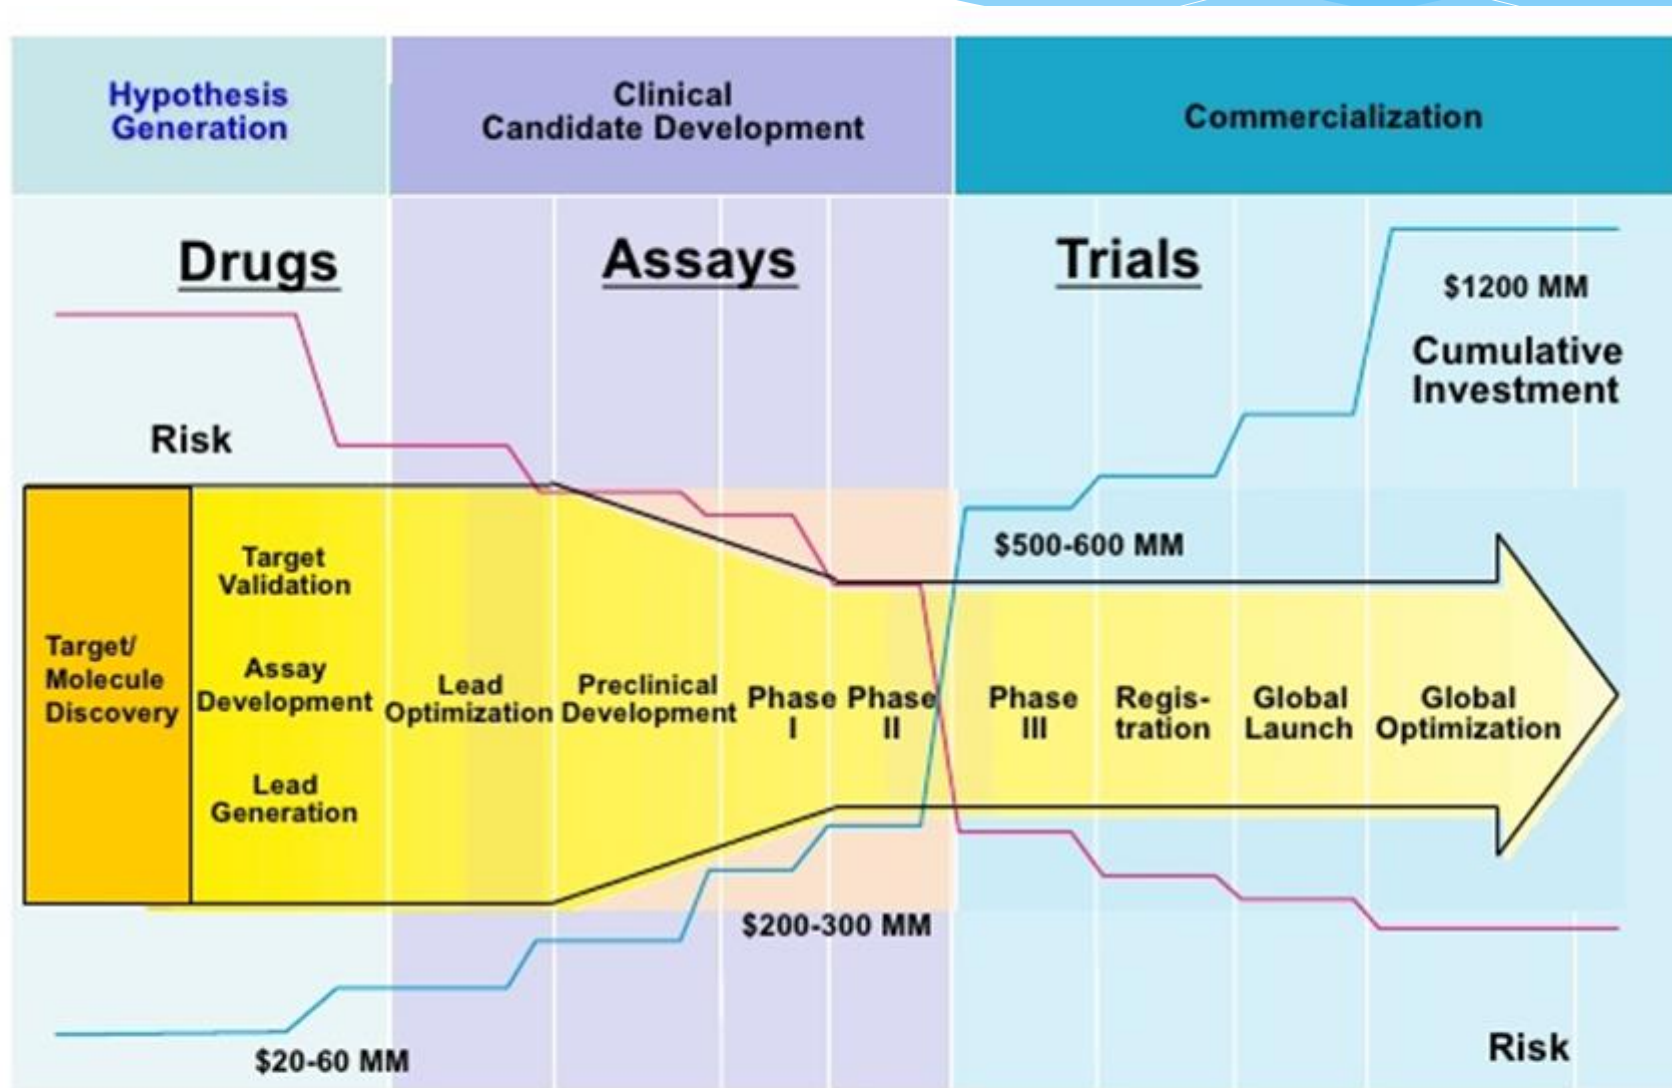 Hypothesis
Generation
Clinical
Candidate Development
Commercialization
Drugs
Assays
Trials
$1200 MM
Cumulative
Investment
Risk
$500-600 MM
Target/
Molecule
Discovery
Target
Validation
Assay
Development
Lead
Generation
Lead
Optimization
Preclinical
Development
Phase
I
Phase
II
Phase
III
Regis-
tration
Global
Launch
Global
Optimization
$200-300 MM
$20-60 MM
Risk